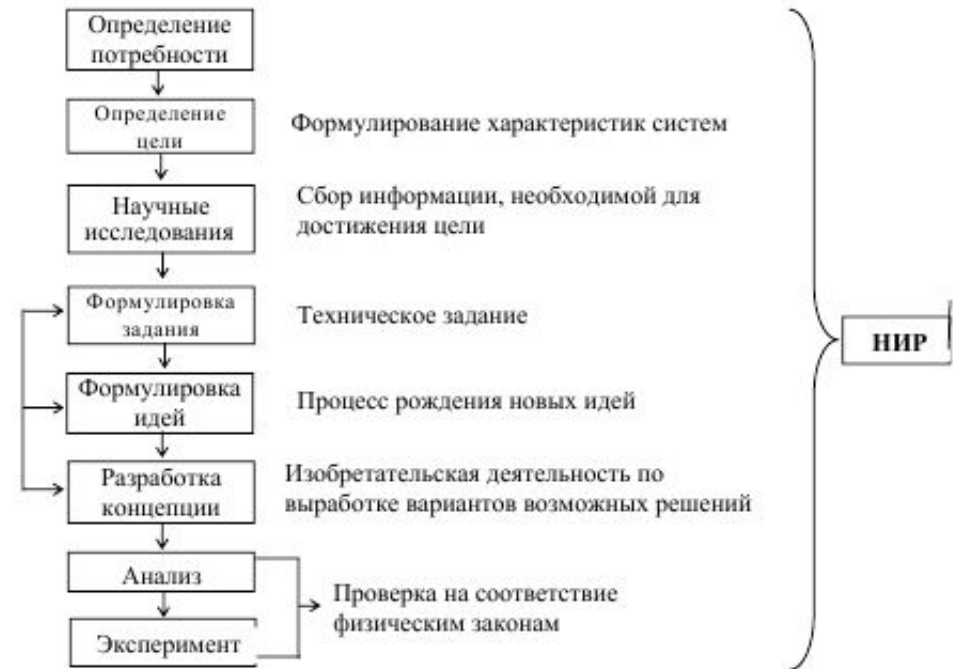 Определение
потребности
Определение
цели
Формулирование характеристик систем
Научные
исследования
Сбор информации, необходимой для
достижения цели
Формулировка
задания
Техническое задание
НИР
Формулировка
идей
Процесс рождения новых идей
Разработка
концепции
Изобретательская деятельность по
выработке вариантов возможных решений
Анализ
Проверка на соответствие
физическим законам
Эксперимент